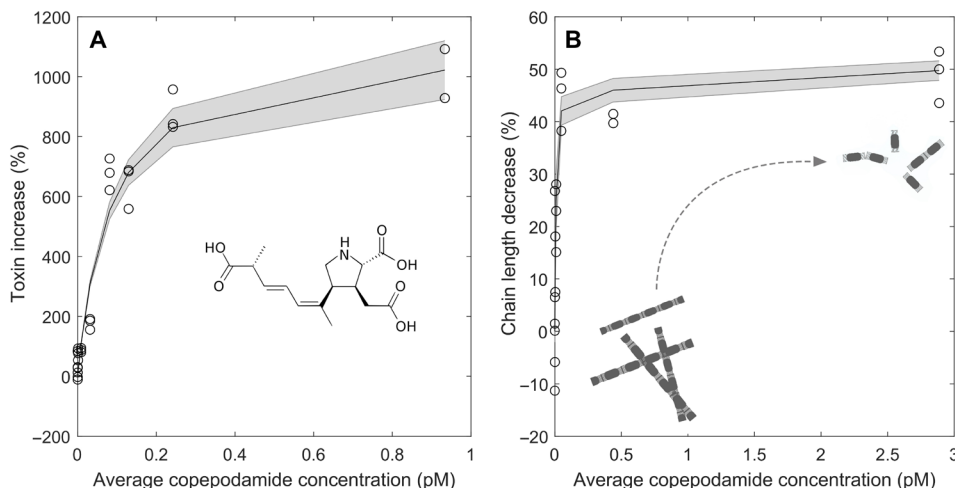 A
1200
1000
800
600
400
200
0
−200
Toxin increase (%)
0
0.2
0.4
0.6
0.8
1
Average copepodamide concentration (pM)
HO
O
H
N
O
OH
O
OH
B
60
50
40
30
20
10
0
−10
−20
Chain length decrease (%)
0
0.5
1
1.5
2
2.5
3
Average copepodamide concentration (pM)